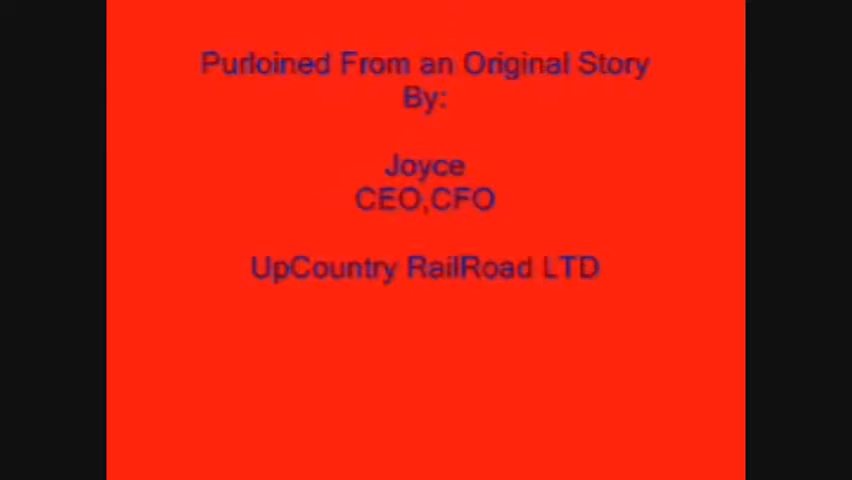 Purloined From an Original Story
By:
Joyce
CEO,CFO
UpCountry RailRoad LTD